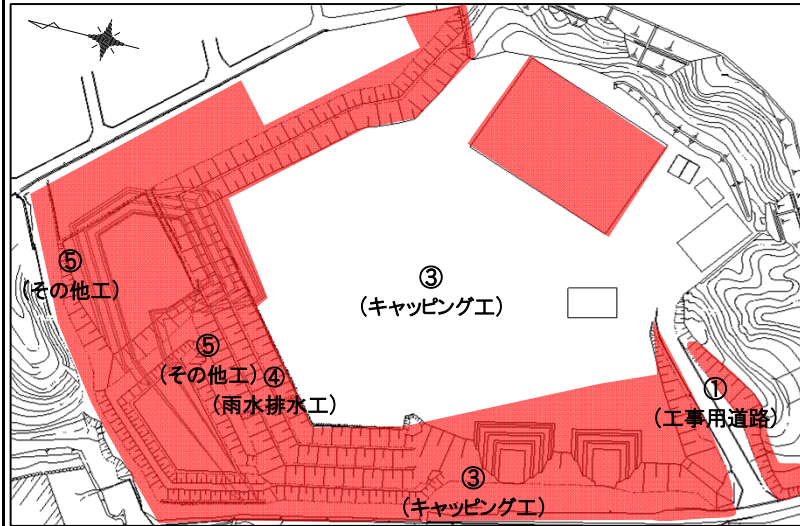 ⑤
(その他工)
③
(キャッピング工)
⑤
(その他工)
④
(雨水排水工)
①
(工事用道路)
③
(キャッピング工)